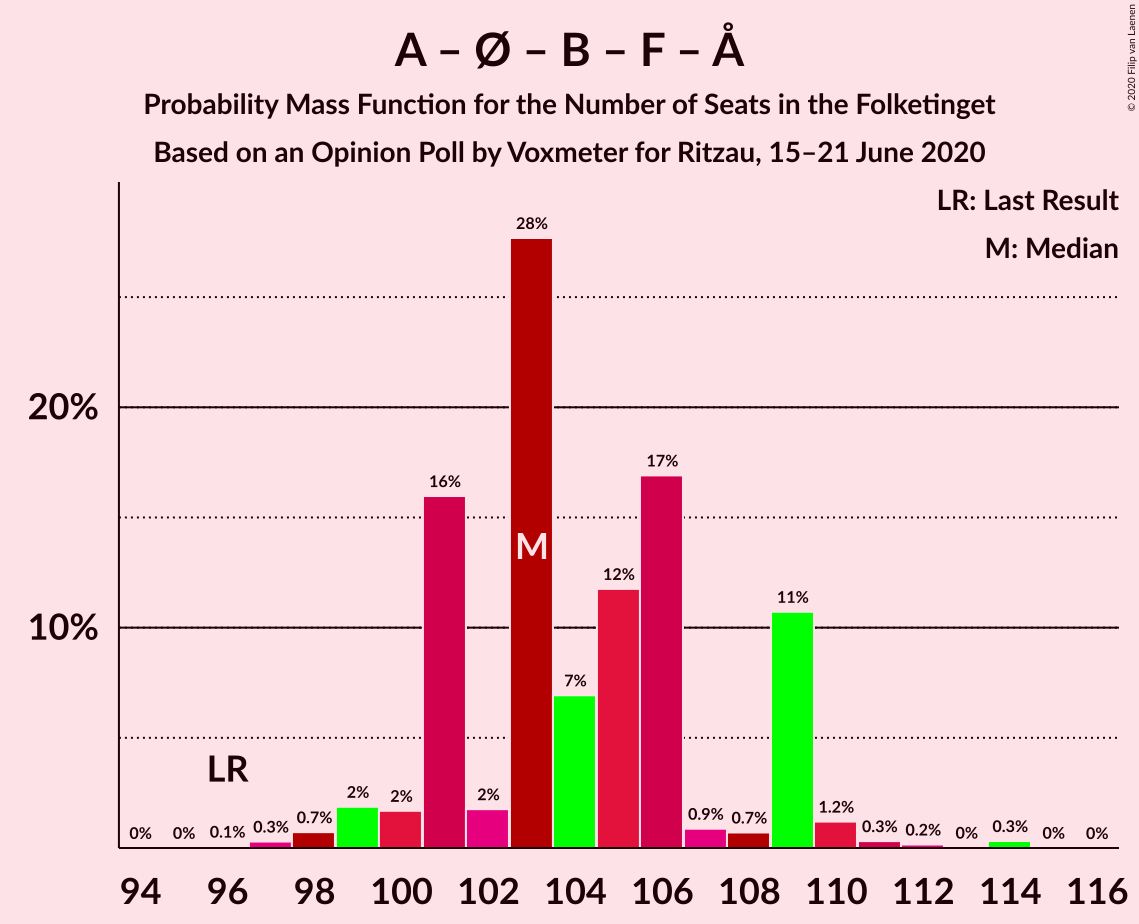 A – Ø – B – F – Å
Probability Mass Function for the Number of Seats in the Folketinget
Based on an Opinion Poll by Voxmeter for Ritzau, 15–21 June 2020
© 2020 Filip van Laenen
LR: Last Result
M: Median
28%
20%
17%
16%
M
12%
11%
10%
7%
LR
0% 0% 0.1% 0.3% 0.7% 2% 2% 2% 0.9% 0.7% 1.2% 0.3% 0.2% 0% 0.3% 0% 0%
94 96 98 100 102 104 106 108 110 112 114 116